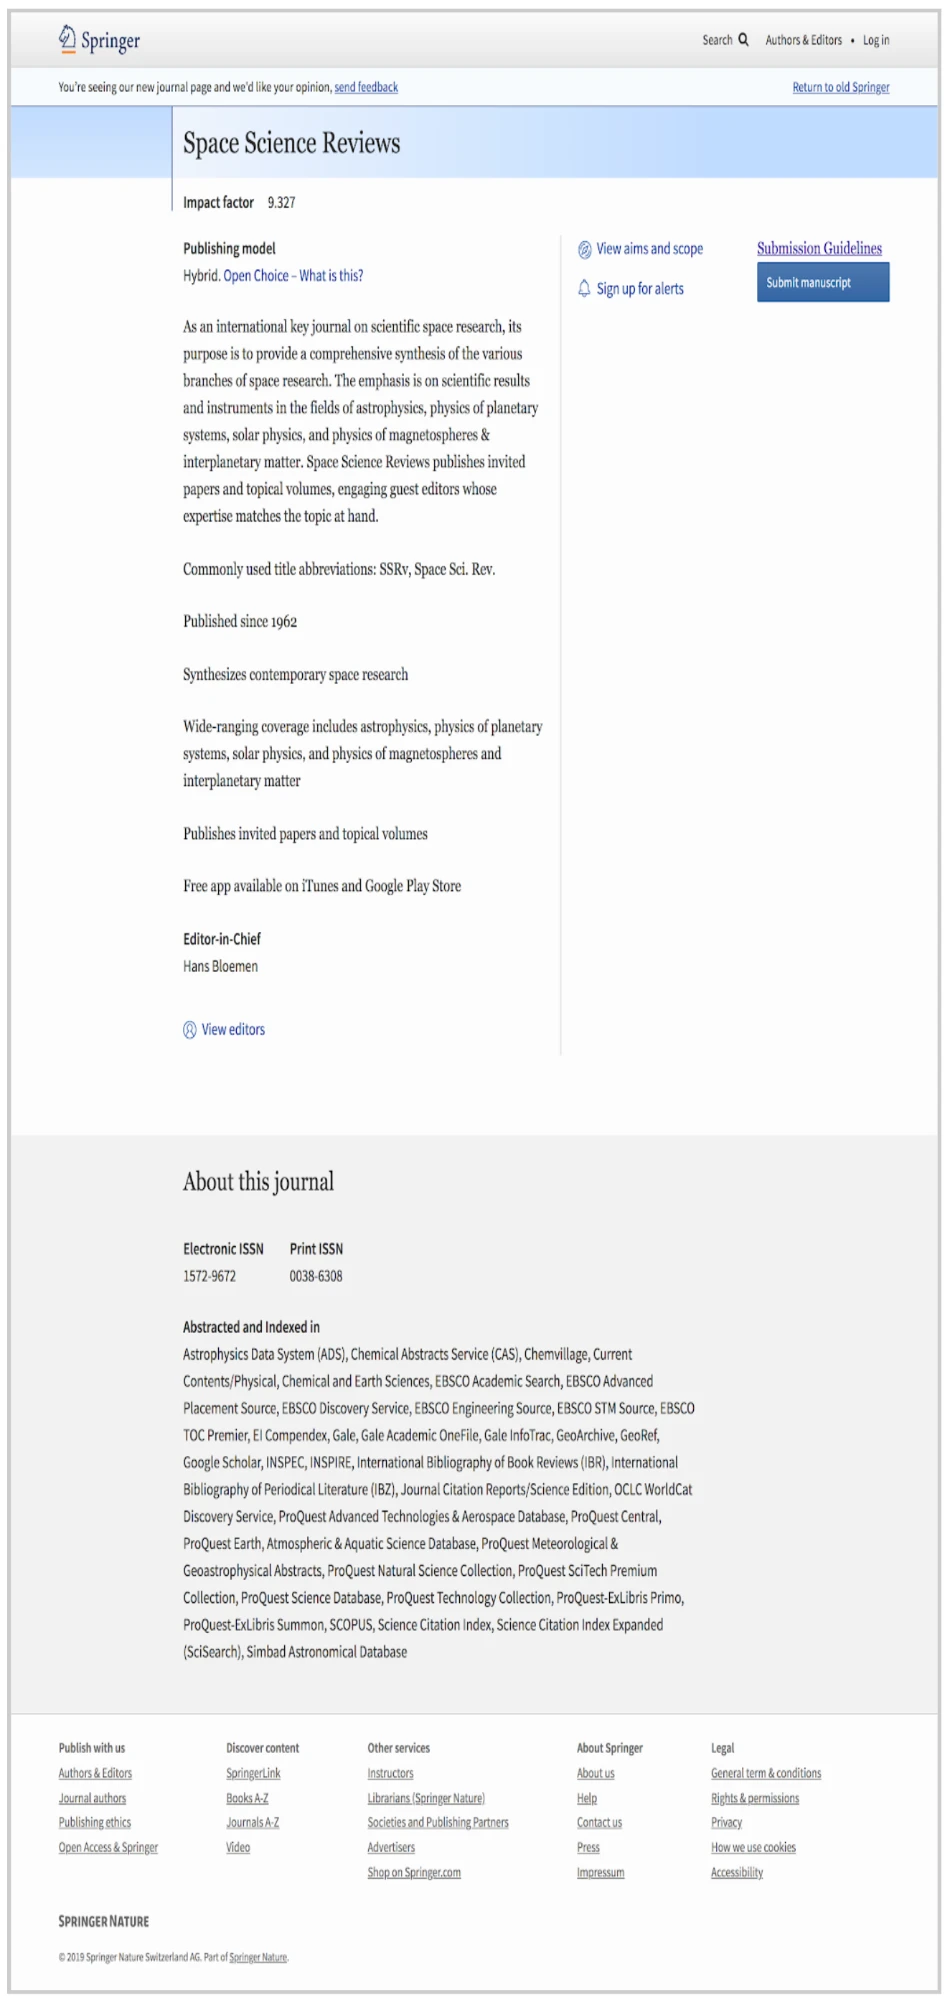 Springer
Search Authors & Editors • Log in
You're seeing our new journal page and we'd like your opinion, send feedback
Return to old Springer
Space Science Reviews
Impact factor 9.327
Publishing model
Hybrid. Open Choice – What is this?
As an international key journal on scientific space research, its
purpose is to provide a comprehensive synthesis of the various
branches of space research. The emphasis is on scientific results
and instruments in the fields of astrophysics, physics of planetary
systems, solar physics, and physics of magnetospheres &
interplanetary matter. Space Science Reviews publishes invited
papers and topical volumes, engaging guest editors whose
expertise matches the topic at hand.
Commonly used title abbreviations: SSRv, Space Sci. Rev.
Published since 1962
Synthesizes contemporary space research
Wide-ranging coverage includes astrophysics, physics of planetary
systems, solar physics, and physics of magnetospheres and
interplanetary matter
Publishes invited papers and topical volumes
Free app available on iTunes and Google Play Store
Editor-in-Chief
Hans Bloemen
View editors
View aims and scope
Sign up for alerts
Submission Guidelines
Submit manuscript
About this journal
Electronic ISSN Print ISSN
1572-9672 0038-6308
Abstracted and Indexed in
Astrophysics Data System (ADS), Chemical Abstracts Service (CAS), Chemvillage, Current
Contents/Physical, Chemical and Earth Sciences, EBSCO Academic Search, EBSCO Advanced
Placement Source, EBSCO Discovery Service, EBSCO Engineering Source, EBSCO STM Source, EBSCO
TOC Premier, EI Compendex, Gale, Gale Academic OneFile, Gale InfoTrac, GeoArchive, GeoRef,
Google Scholar, INSPEC, INSPIRE, International Bibliography of Book Reviews (IBR), International
Bibliography of Periodical Literature (IBZ), Journal Citation Reports/Science Edition, OCLC WorldCat
Discovery Service, ProQuest Advanced Technologies & Aerospace Database, ProQuest Central,
ProQuest Earth, Atmospheric & Aquatic Science Database, ProQuest Meteorological &
Geoastrophysical Abstracts, ProQuest Natural Science Collection, ProQuest SciTech Premium
Collection, ProQuest Science Database, ProQuest Technology Collection, ProQuest-ExLibris Primo,
ProQuest-ExLibris Summon, SCOPUS, Science Citation Index, Science Citation Index Expanded
(SciSearch), Simbad Astronomical Database
Publish with us
Authors & Editors
Journal authors
Publishing ethics
Open Access & Springer
Discover content
SpringerLink
Books A-Z
Journals A-Z
Video
Other services
Instructors
Librarians (Springer Nature)
Societies and Publishing Partners
Advertisers
Shop on Springer.com
About Springer
About us
Help
Contact us
Press
Impressum
Legal
General term & conditions
Rights & permissions
Privacy
How we use cookies
Accessibility
SPRINGER NATURE
© 2019 Springer Nature Switzerland AG. Part of Springer Nature.